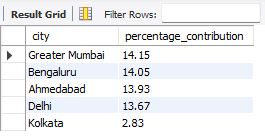 Result Grid Filter Rows:
city percentage_contribution
Greater Mumbai 14.15
Bengaluru 14.05
Ahmedabad 13.93
Delhi 13.67
Kolkata 2.83